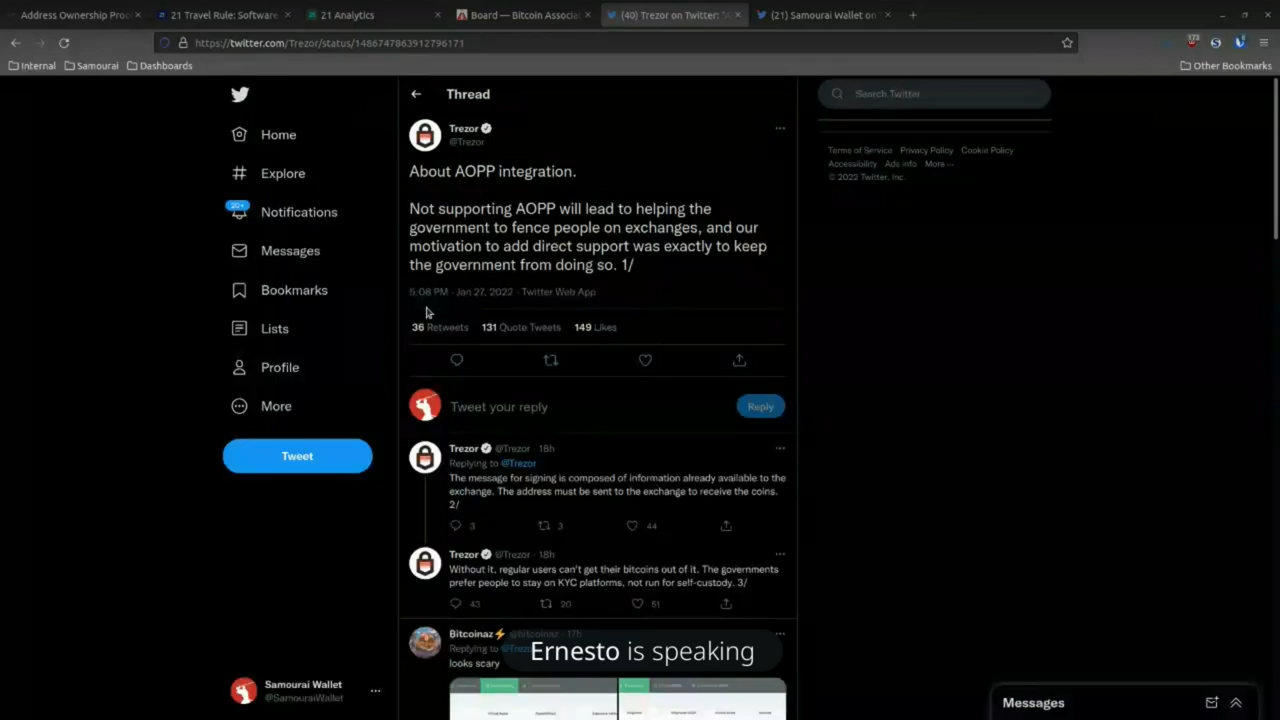 Address Ownership Proo
21 Travel Rule: Software
21 Analytics
Board — Bitcoin Associa
(40) Trezor on Twitter: "A
(21) Samourai Wallet on
https://twitter.com/Trezor/status/1486747863912796171
173
Internal
Samourai
Dashboards
Other Bookmarks
Thread
Search Twitter
Home
Explore
20+
Notifications
Messages
Bookmarks
Lists
Profile
More
Tweet
Samourai Wallet
@SamouraiWallet
Trezor
@Trezor
About AOPP integration.
Not supporting AOPP will lead to helping the
government to fence people on exchanges, and our
motivation to add direct support was exactly to keep
the government from doing so. 1/
5:08 PM · Jan 27, 2022 · Twitter Web App
36 Retweets 131 Quote Tweets 149 Likes
Tweet your reply
Reply
Trezor @Trezor · 18h
Replying to @Trezor
The message for signing is composed of information already available to the
exchange. The address must be sent to the exchange to receive the coins.
2/
3 3 44
Trezor @Trezor · 18h
Without it, regular users can't get their bitcoins out of it. The governments
prefer people to stay on KYC platforms, not run for self-custody. 3/
43 20 51
Bitcoinaz⚡ @bitcoinaz · 17h
Replying to @Trezo
looks scary
Ernesto is speaking
Terms of Service Privacy Policy Cookie Policy
Accessibility Ads info More ···
© 2022 Twitter, Inc.
Messages